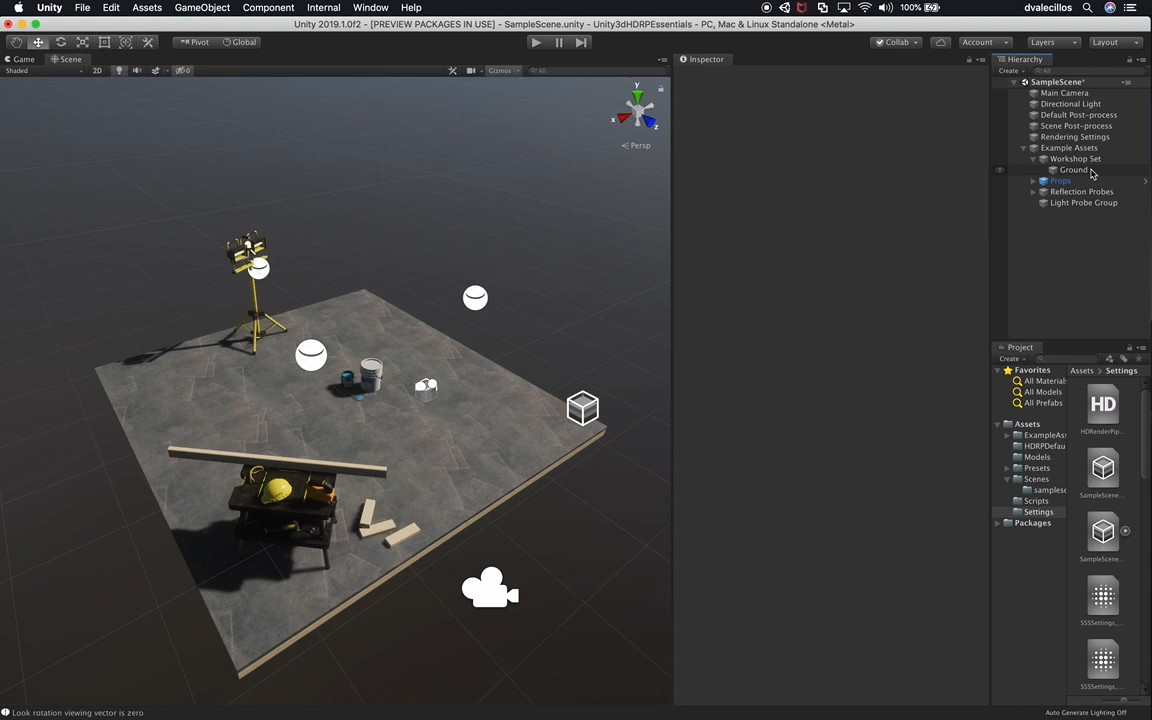 Unity File Edit Assets GameObject Component Internal Window Help 100% dvalecillos
Unity 2019.1.0f2 - [PREVIEW PACKAGES IN USE] - SampleScene.unity - Unity3dHDRPEssentials - PC, Mac & Linux Standalone <Metal>
Pivot Global Collab Account Layers Layout
Game Scene Inspector Hierarchy
Shaded 2D 0 Gizmos All Create All
SampleScene*
Main Camera
Directional Light
Default Post-process
Scene Post-process
Rendering Settings
Example Assets
Workshop Set
Ground
Props
Reflection Probes
Light Probe Group
y
x
z
Persp
Project
Create
Favorites
All Material
All Models
All Prefabs
Assets
ExampleAss
HDRPDefau
Models
Presets
Scenes
samplesc
Scripts
Settings
Packages
Assets > Settings
HD
HDRenderPip...
SampleScene...
SampleScene...
SSSSettings_...
SSSSettings_...
Look rotation viewing vector is zero
Auto Generate Lighting Off